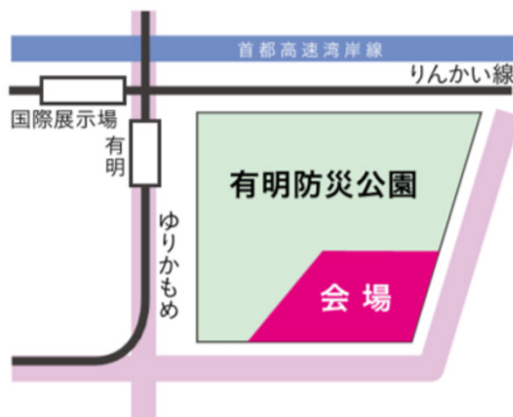 首都高速湾岸線
りんかい線
国際展示場
有明
ゆりかもめ
有明防災公園
会場